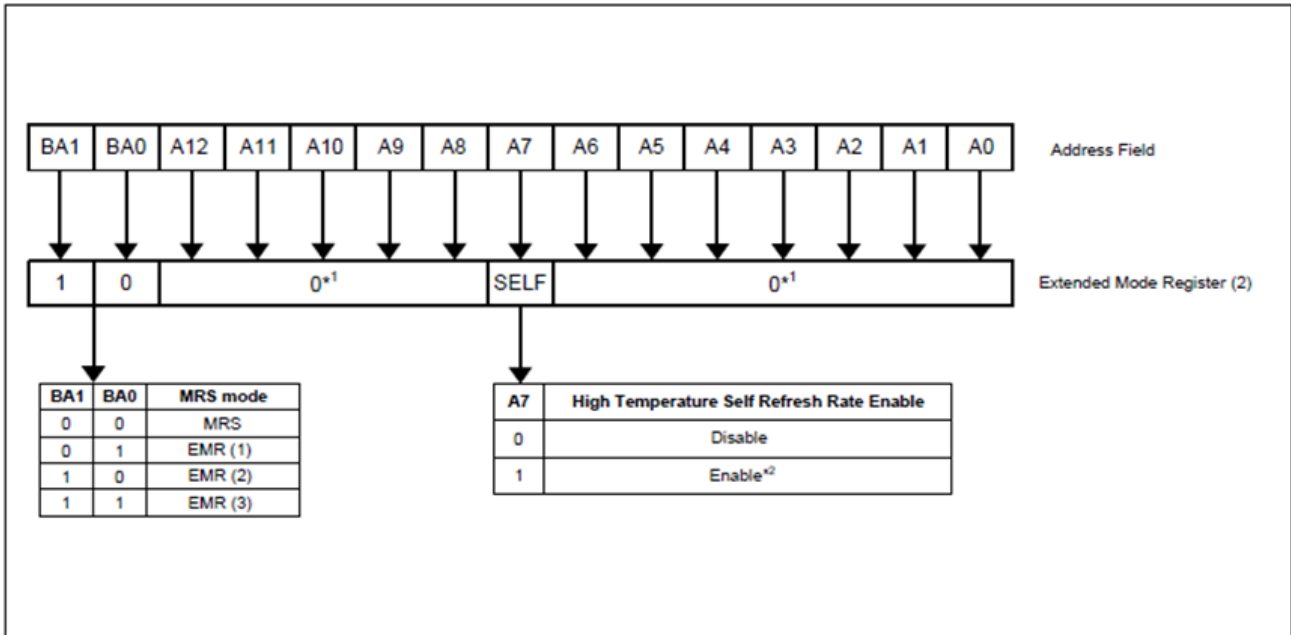 BA1 BA0 A12 A11 A10 A9 A8 A7 A6 A5 A4 A3 A2 A1 A0 Address Field
1 0 0*1 SELF 0*1 Extended Mode Register (2)
BA1 BA0 MRS mode
0 0 MRS
0 1 EMR (1)
1 0 EMR (2)
1 1 EMR (3)
A7 High Temperature Self Refresh Rate Enable
0 Disable
1 Enable*2